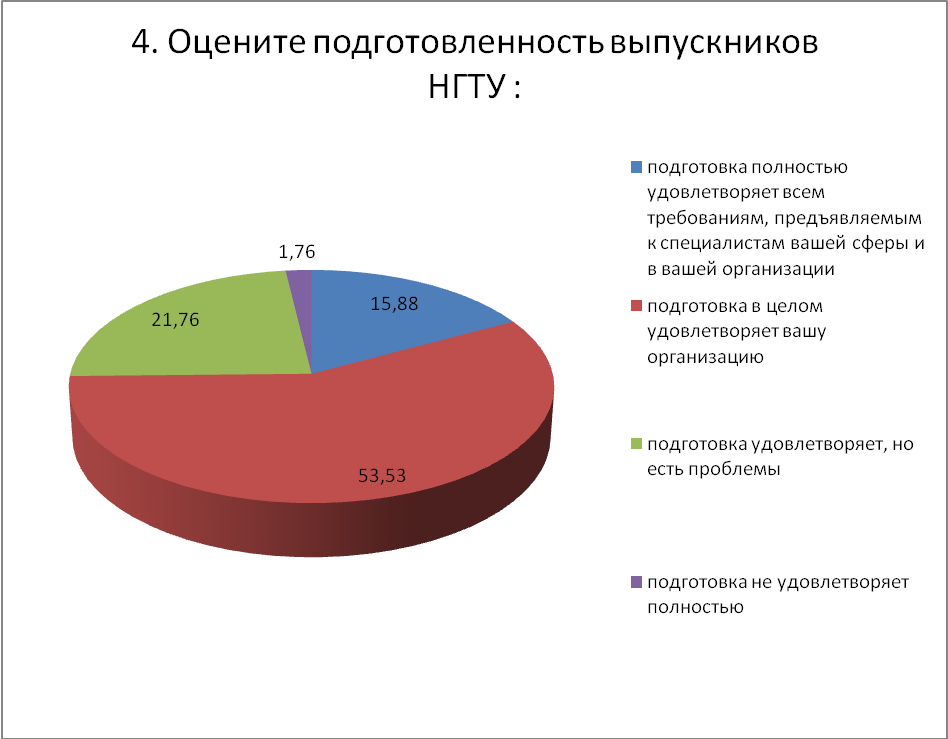 4. Оцените подготовленность выпускников
НГТУ :
1,76
15,88
21,76
53,53
подготовка полностью
удовлетворяет всем
требованиям, предъявляемым
к специалистам вашей сферы и
в вашей организации
подготовка в целом
удовлетворяет вашу
организацию
подготовка удовлетворяет, но
есть проблемы
подготовка не удовлетворяет
полностью